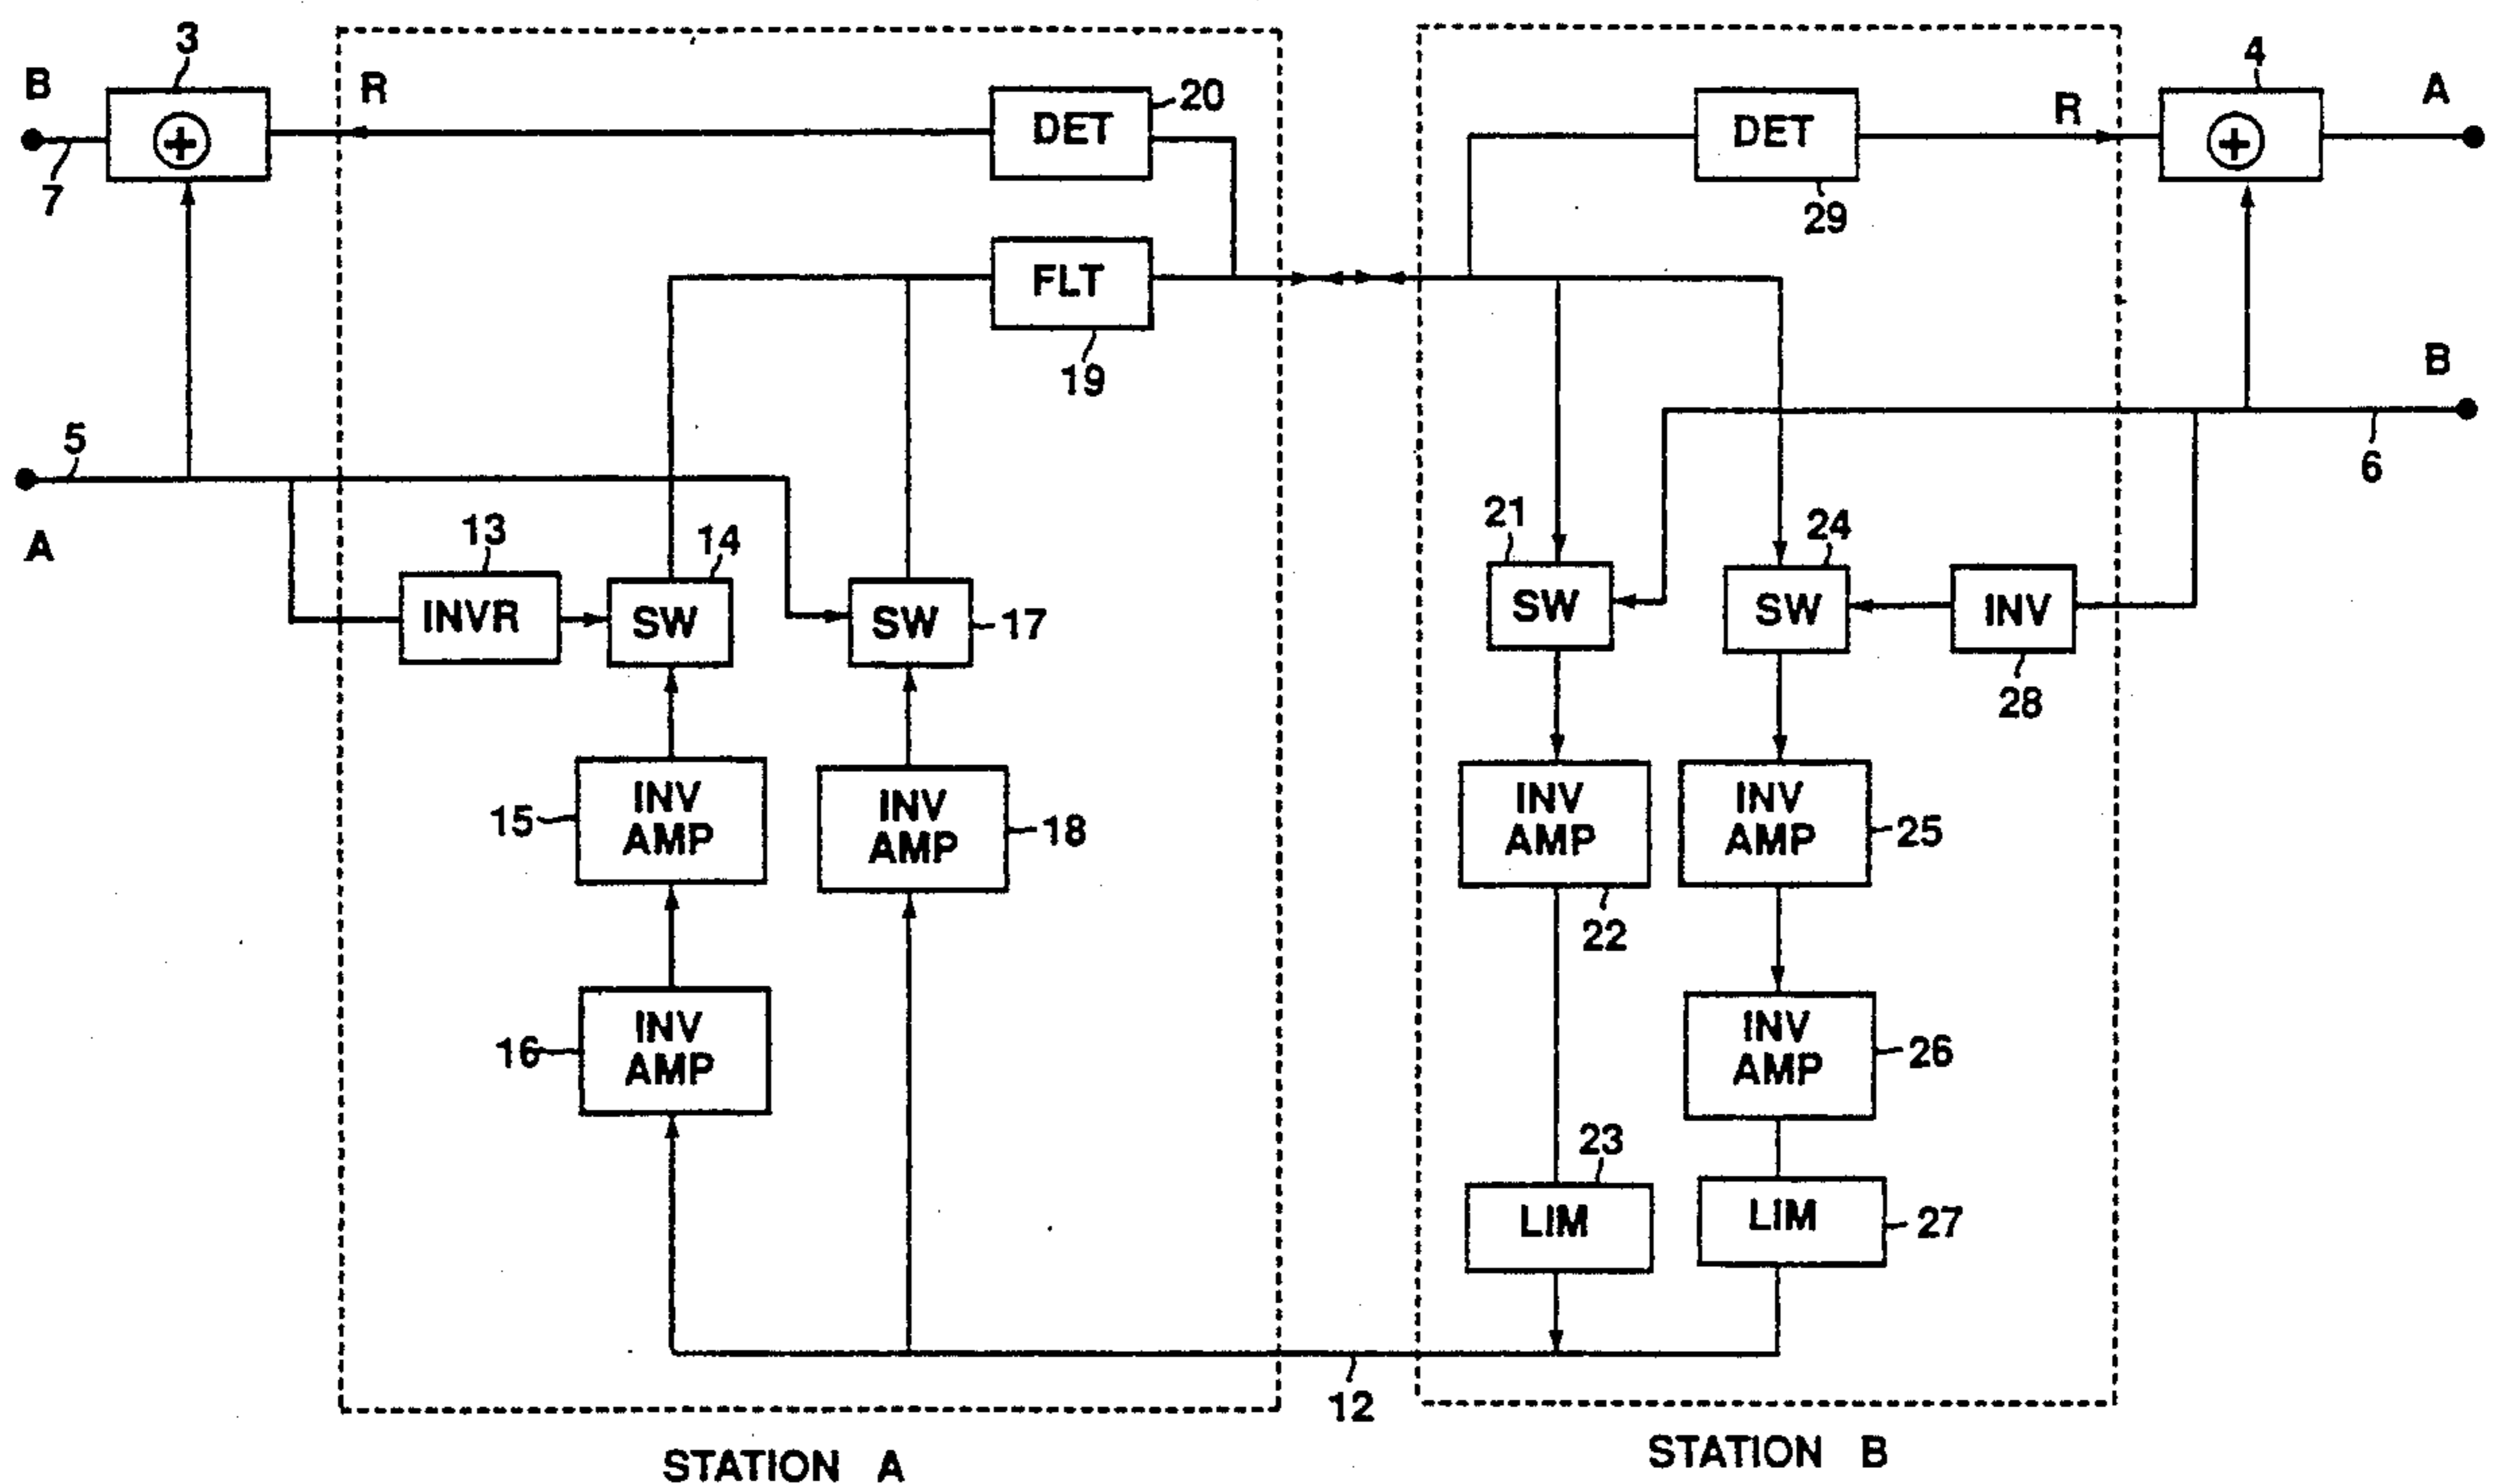 3
4
B
R
20
A
DET
R
DET
7
29
FLT
19
B
5
6
A
13
14
21
24
INVR
SW
SW
17
SW
SW
INV
28
15
INV
AMP
INV
AMP
18
INV
AMP
INV
AMP
25
22
16
INV
AMP
INV
AMP
26
23
LIM
LIM
27
12
STATION A
STATION B